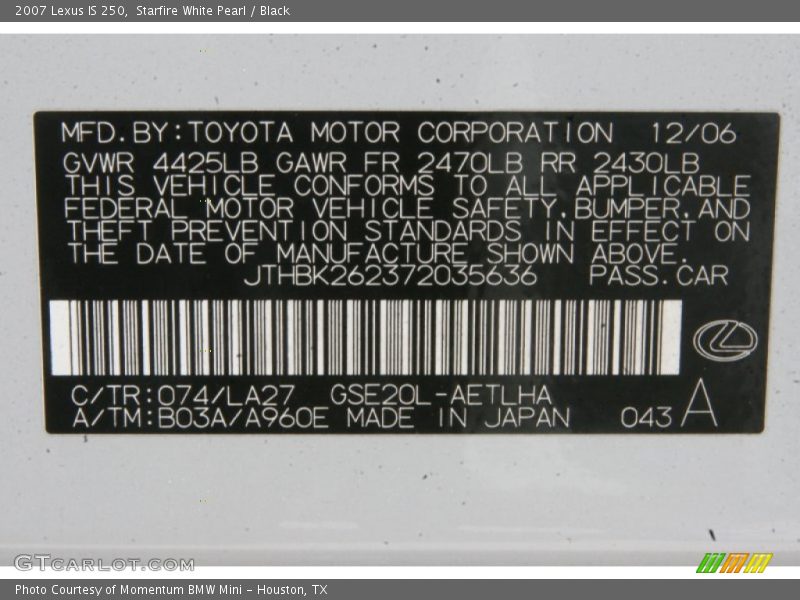 2007 Lexus IS 250, Starfire White Pearl / Black
MFD.BY:TOYOTA MOTOR CORPORATION 12/06
GVWR 4425LB GAWR FR 2470LB RR 2430LB
THIS VEHICLE CONFORMS TO ALL APPLICABLE
FEDERAL MOTOR VEHICLE SAFETY,BUMPER,AND
THEFT PREVENTION STANDARDS IN EFFECT ON
THE DATE OF MANUFACTURE SHOWN ABOVE.
JTHBK262372035636 PASS.CAR
C/TR:074/LA27 GSE20L-AETLHA
A/TM:B03A/A960E MADE IN JAPAN 043 A
GTCARLOT.COM
Photo Courtesy of Momentum BMW Mini - Houston, TX